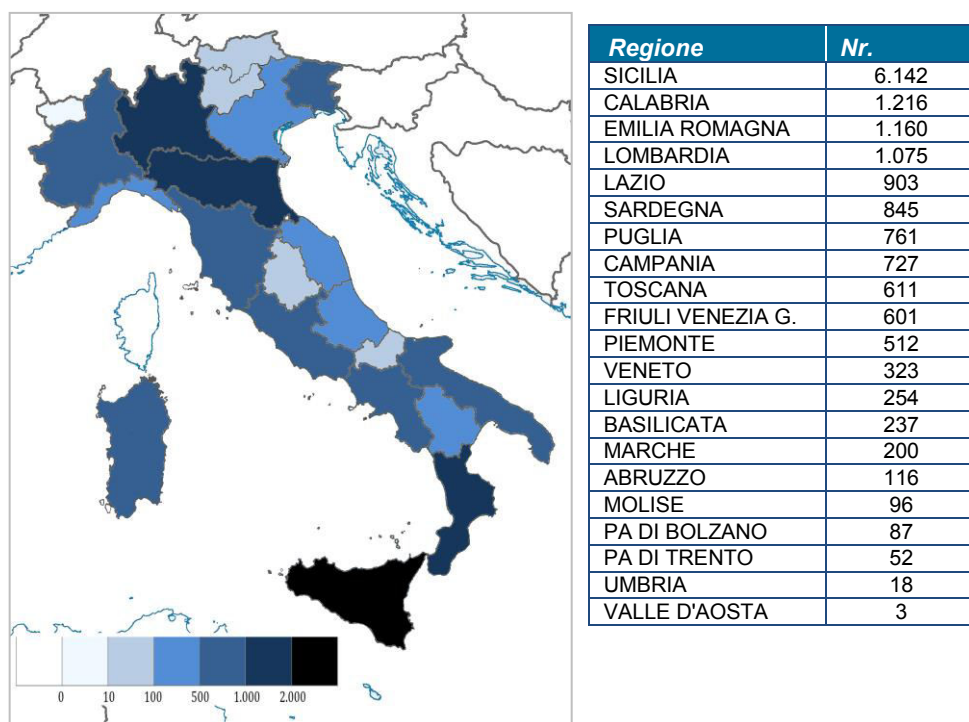 Regione Nr.
SICILIA 6.142
CALABRIA 1.216
EMILIA ROMAGNA 1.160
LOMBARDIA 1.075
LAZIO 903
SARDEGNA 845
PUGLIA 761
CAMPANIA 727
TOSCANA 611
FRIULI VENEZIA G. 601
PIEMONTE 512
VENETO 323
LIGURIA 254
BASILICATA 237
MARCHE 200
ABRUZZO 116
MOLISE 96
PA DI BOLZANO 87
PA DI TRENTO 52
UMBRIA 18
VALLE D'AOSTA 3
0 10 100 500 1.000 2.000